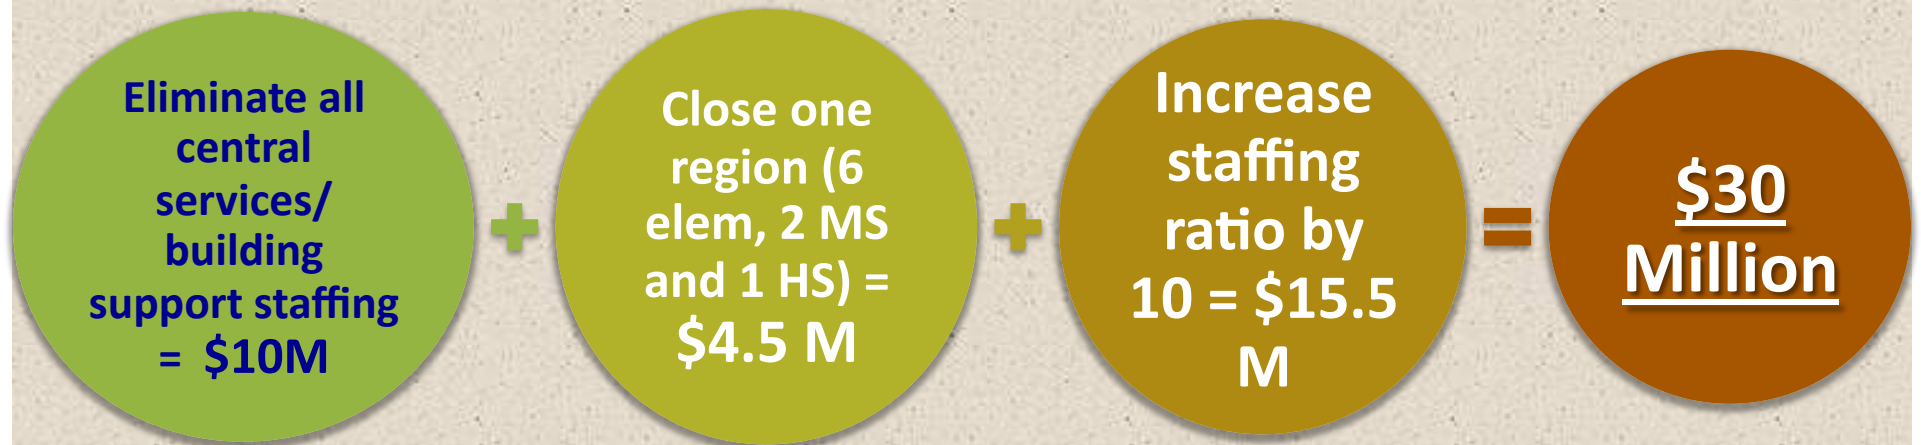 Eliminate all
central
services/
building
support staffing
= $10M
+
Close one
region (6
elem, 2 MS
and 1 HS) =
$4.5 M
+
Increase
staffing
ratio by
10 = $15.5
M
=
$30
Million